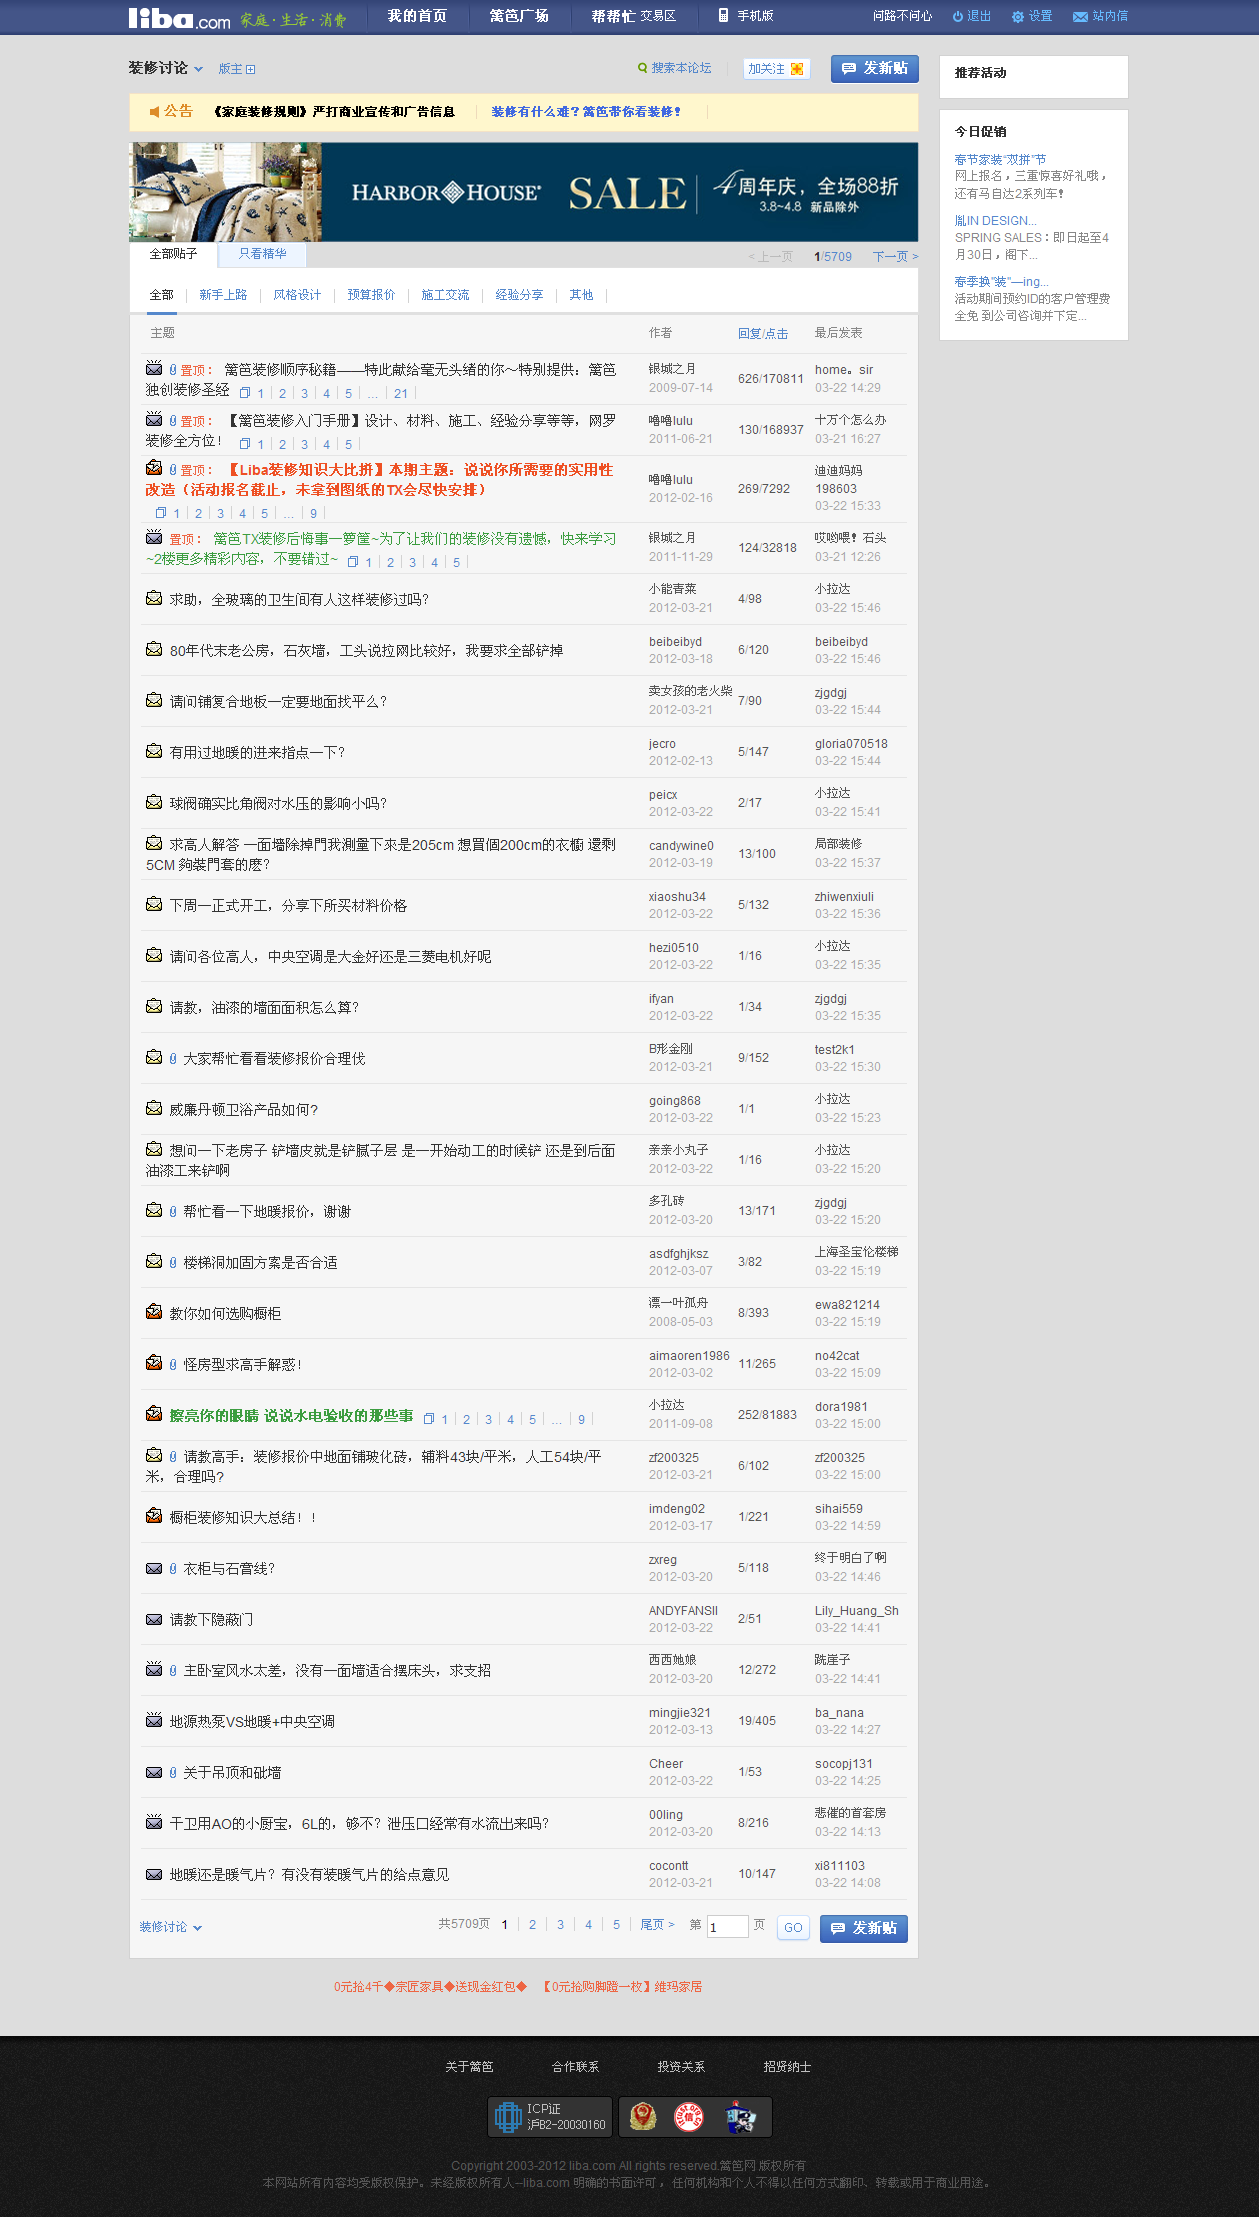 liba.com 家庭·生活·消费 我的首页 篱笆广场 帮帮忙 交易区 手机版 问路不问心 退出 设置 站内信
装修讨论 版主 搜索本论坛 加关注 发新贴
公告 《家庭装修规则》严打商业宣传和广告信息 装修有什么难？篱笆带你看装修！
HARBOR HOUSE SALE 4周年庆，全场88折
3.8–4.8 新品除外
全部贴子 只看精华 < 上一页 1/5709 下一页 >
全部 新手上路 风格设计 预算报价 施工交流 经验分享 其他
主题 作者 回复/点击 最后发表
置顶： 篱笆装修顺序秘籍——特此献给毫无头绪的你～特别提供：篱笆
独创装修圣经 1 2 3 4 5 ... 21
银城之月
2009-07-14
626/170811
home。sir
03-22 14:29
置顶： 【篱笆装修入门手册】设计、材料、施工、经验分享等等，网罗
装修全方位！ 1 2 3 4 5
噜噜lulu
2011-06-21
130/168937
十万个怎么办
03-21 16:27
置顶： 【Liba装修知识大比拼】本期主题：说说你所需要的实用性
改造（活动报名截止，未拿到图纸的TX会尽快安排）
1 2 3 4 5 ... 9
噜噜lulu
2012-02-16
269/7292
迪迪妈妈
198603
03-22 15:33
置顶： 篱笆TX装修后悔事一箩筐~为了让我们的装修没有遗憾，快来学习
~2楼更多精彩内容，不要错过~ 1 2 3 4 5
银城之月
2011-11-29
124/32818
哎哟喂！石头
03-21 12:26
求助，全玻璃的卫生间有人这样装修过吗？
小能青菜
2012-03-21
4/98
小拉达
03-22 15:46
80年代末老公房，石灰墙，工头说拉网比较好，我要求全部铲掉
beibeibyd
2012-03-18
6/120
beibeibyd
03-22 15:46
请问铺复合地板一定要地面找平么？
卖女孩的老火柴
2012-03-21
7/90
zjgdgj
03-22 15:44
有用过地暖的进来指点一下？
jecro
2012-02-13
5/147
gloria070518
03-22 15:44
球阀确实比角阀对水压的影响小吗？
peicx
2012-03-22
2/17
小拉达
03-22 15:41
求高人解答 一面墙除掉門我測量下來是205cm 想買個200cm的衣櫥 還剩
5CM 夠裝門套的麽？
candywine0
2012-03-19
13/100
局部装修
03-22 15:37
下周一正式开工，分享下所买材料价格
xiaoshu34
2012-03-22
5/132
zhiwenxiuli
03-22 15:36
请问各位高人，中央空调是大金好还是三菱电机好呢
hezi0510
2012-03-22
1/16
小拉达
03-22 15:35
请教，油漆的墙面面积怎么算？
ifyan
2012-03-22
1/34
zjgdgj
03-22 15:35
大家帮忙看看装修报价合理伐
B形金刚
2012-03-21
9/152
test2k1
03-22 15:30
威廉丹顿卫浴产品如何？
going868
2012-03-22
1/1
小拉达
03-22 15:23
想问一下老房子 铲墙皮就是铲腻子层 是一开始动工的时候铲 还是到后面
油漆工来铲啊
亲亲小丸子
2012-03-22
1/16
小拉达
03-22 15:20
帮忙看一下地暖报价，谢谢
多孔砖
2012-03-20
13/171
zjgdgj
03-22 15:20
楼梯洞加固方案是否合适
asdfghjksz
2012-03-07
3/82
上海圣宝伦楼梯
03-22 15:19
教你如何选购橱柜
漂一叶孤舟
2008-05-03
8/393
ewa821214
03-22 15:19
怪房型求高手解惑！
aimaoren1986
2012-03-02
11/265
no42cat
03-22 15:09
擦亮你的眼睛 说说水电验收的那些事 1 2 3 4 5 ... 9
小拉达
2011-09-08
252/81883
dora1981
03-22 15:00
请教高手：装修报价中地面铺玻化砖，辅料43块/平米，人工54块/平
米，合理吗？
zf200325
2012-03-21
6/102
zf200325
03-22 15:00
橱柜装修知识大总结！！
imdeng02
2012-03-17
1/221
sihai559
03-22 14:59
衣柜与石膏线？
zxreg
2012-03-20
5/118
终于明白了啊
03-22 14:46
请教下隐蔽门
ANDYFANSII
2012-03-22
2/51
Lily_Huang_Sh
03-22 14:41
主卧室风水太差，没有一面墙适合摆床头，求支招
西西她娘
2012-03-20
12/272
跣崖子
03-22 14:41
地源热泵VS地暖+中央空调
mingjie321
2012-03-13
19/405
ba_nana
03-22 14:27
关于吊顶和砒墙
Cheer
2012-03-22
1/53
socopj131
03-22 14:25
干卫用AO的小厨宝，6L的，够不？泄压口经常有水流出来吗？
00ling
2012-03-20
8/216
悲催的首套房
03-22 14:13
地暖还是暖气片？有没有装暖气片的给点意见
cocontt
2012-03-21
10/147
xi811103
03-22 14:08
装修讨论 共5709页 1 2 3 4 5 尾页 > 第 1 页 GO 发新贴
0元抢4千◆宗匠家具◆送现金红包◆ 【0元抢购脚蹬一枚】维玛家居
推荐活动
今日促销
春节家装“双拼”节
网上报名，三重惊喜好礼哦，
还有马自达2系列车！
胤IN DESIGN...
SPRING SALES：即日起至4
月30日，阁下...
春季换"装"—ing...
活动期间预约ID的客户管理费
全免 到公司咨询并下定...
关于篱笆 合作联系 投资关系 招贤纳士
ICP证
沪B2-20030160
Copyright 2003-2012 liba.com All rights reserved.篱笆网 版权所有
本网站所有内容均受版权保护。未经版权所有人--liba.com 明确的书面许可，任何机构和个人不得以任何方式翻印、转载或用于商业用途。